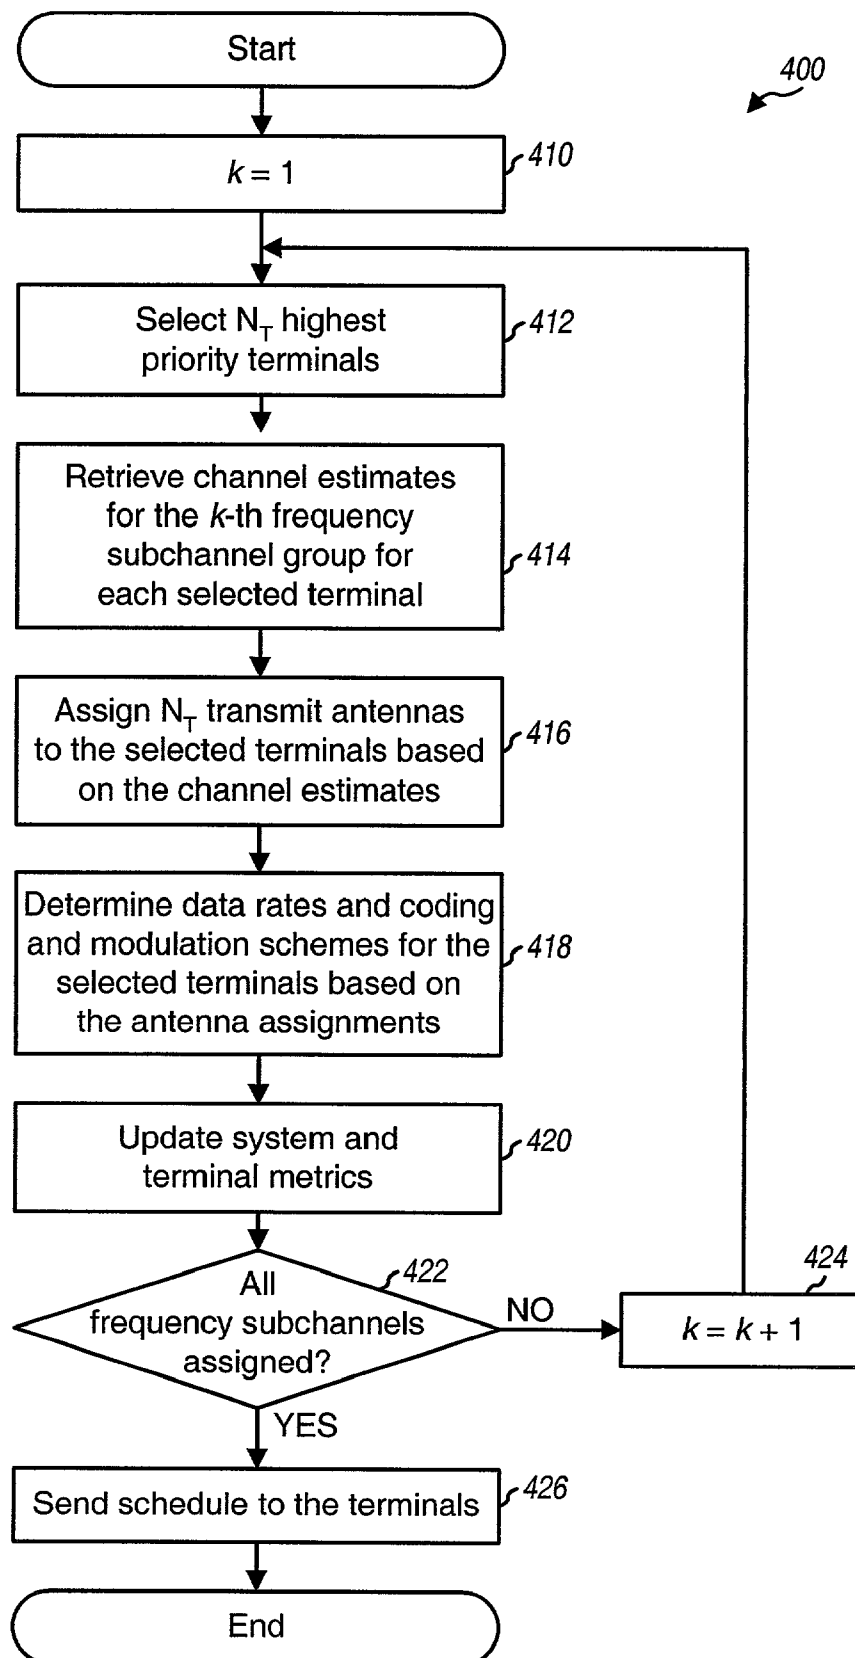 Start
400
k = 1
410
Select N_T highest
priority terminals
412
Retrieve channel estimates
for the k-th frequency
subchannel group for
each selected terminal
414
Assign N_T transmit antennas
to the selected terminals based
on the channel estimates
416
Determine data rates and coding
and modulation schemes for the
selected terminals based on
the antenna assignments
418
Update system and
terminal metrics
420
All
frequency subchannels
assigned?
422
NO
424
k = k + 1
YES
Send schedule to the terminals
426
End